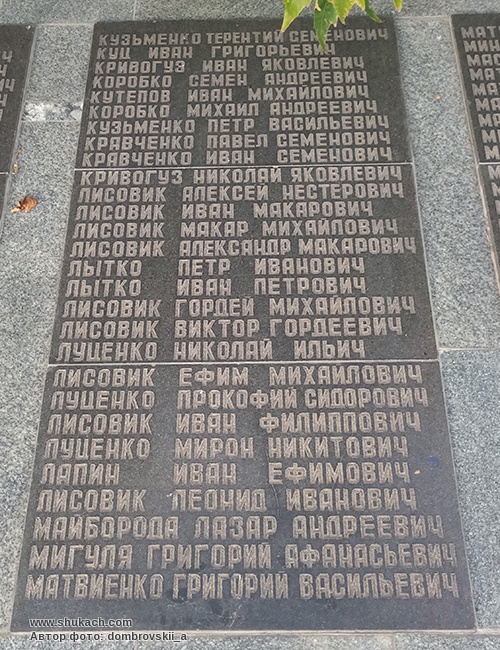 КУЗЬМЕНКО ТЕРЕНТИЙ СЕМЕНОВИЧ
КУЦ ИВАН ГРИГОРЬЕВИЧ
КРИВОГУЗ ИВАН ЯКОВЛЕВИЧ
КОРОБКО СЕМЕН АНДРЕЕВИЧ
КУТЕПОВ ИВАН МИХАЙЛОВИЧ
КОРОБКО МИХАИЛ АНДРЕЕВИЧ
КУЗЬМЕНКО ПЕТР ВАСИЛЬЕВИЧ
КРАВЧЕНКО ПАВЕЛ СЕМЕНОВИЧ
КРАВЧЕНКО ИВАН СЕМЕНОВИЧ
КРИВОГУЗ НИКОЛАЙ ЯКОВЛЕВИЧ
ЛИСОВИК АЛЕКСЕЙ НЕСТЕРОВИЧ
ЛИСОВИК ИВАН МАКАРОВИЧ
ЛИСОВИК МАКАР МИХАЙЛОВИЧ
ЛИСОВИК АЛЕКСАНДР МАКАРОВИЧ
ЛЫТКО ПЕТР ИВАНОВИЧ
ЛЫТКО ИВАН ПЕТРОВИЧ
ЛИСОВИК ГОРДЕЙ МИХАЙЛОВИЧ
ЛИСОВИК ВИКТОР ГОРДЕЕВИЧ
ЛУЦЕНКО НИКОЛАЙ ИЛЬИЧ
ЛИСОВИК ЕФИМ МИХАИЛОВИЧ
ЛУЦЕНКО ПРОКОФИЙ СИДОРОВИЧ
ЛИСОВИК ИВАН ФИЛИППОВИЧ
ЛУЦЕНКО МИРОН НИКИТОВИЧ
ЛАПИН ИВАН ЕФИМОВИЧ
ЛИСОВИК ЛЕОНИД ИВАНОВИЧ
МАЙБОРОДА ЛАЗАР АНДРЕЕВИЧ
МИГУЛЯ ГРИГОРИЙ АФАНАСЬЕВИЧ
МАТВИЕНКО ГРИГОРИЙ ВАСИЛЬЕВИЧ
www.shukach.com
Автор фото: dombrovskii_a